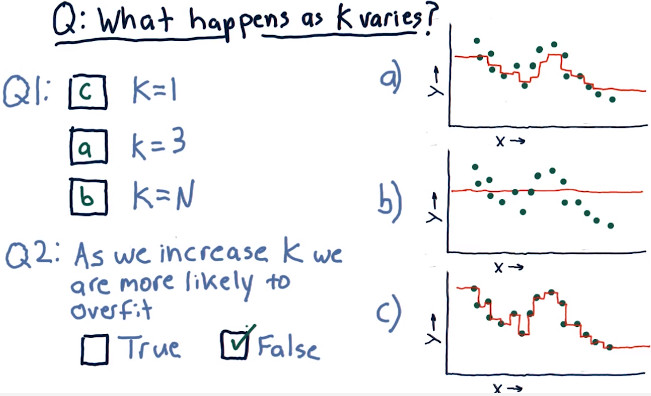 Q: What happens as K varies?
Q1: c K=1
a K=3
b K=N
Q2: As we increase K we
are more likely to
overfit
True ✓ False
a)
y→
x→
b)
y→
x→
c)
y→
x→